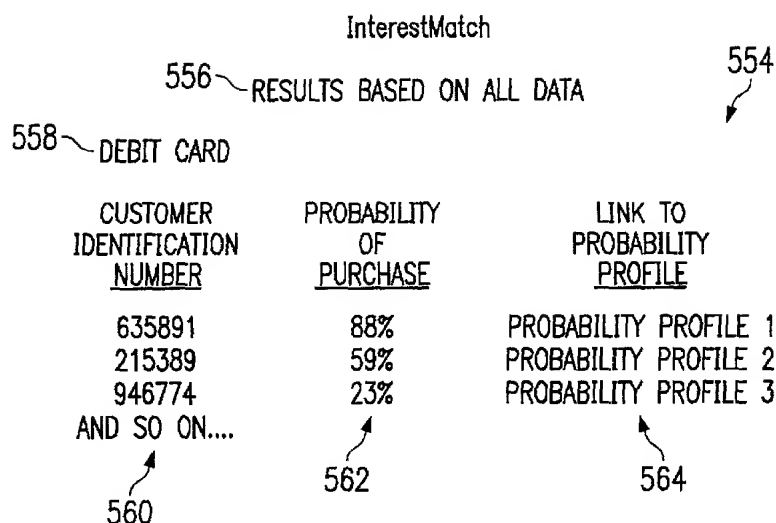 InterestMatch
556 RESULTS BASED ON ALL DATA 554
558 DEBIT CARD
CUSTOMER PROBABILITY LINK TO
IDENTIFICATION OF PROBABILITY
NUMBER PURCHASE PROFILE
635891 88% PROBABILITY PROFILE 1
215389 59% PROBABILITY PROFILE 2
946774 23% PROBABILITY PROFILE 3
AND SO ON....
560 562 564